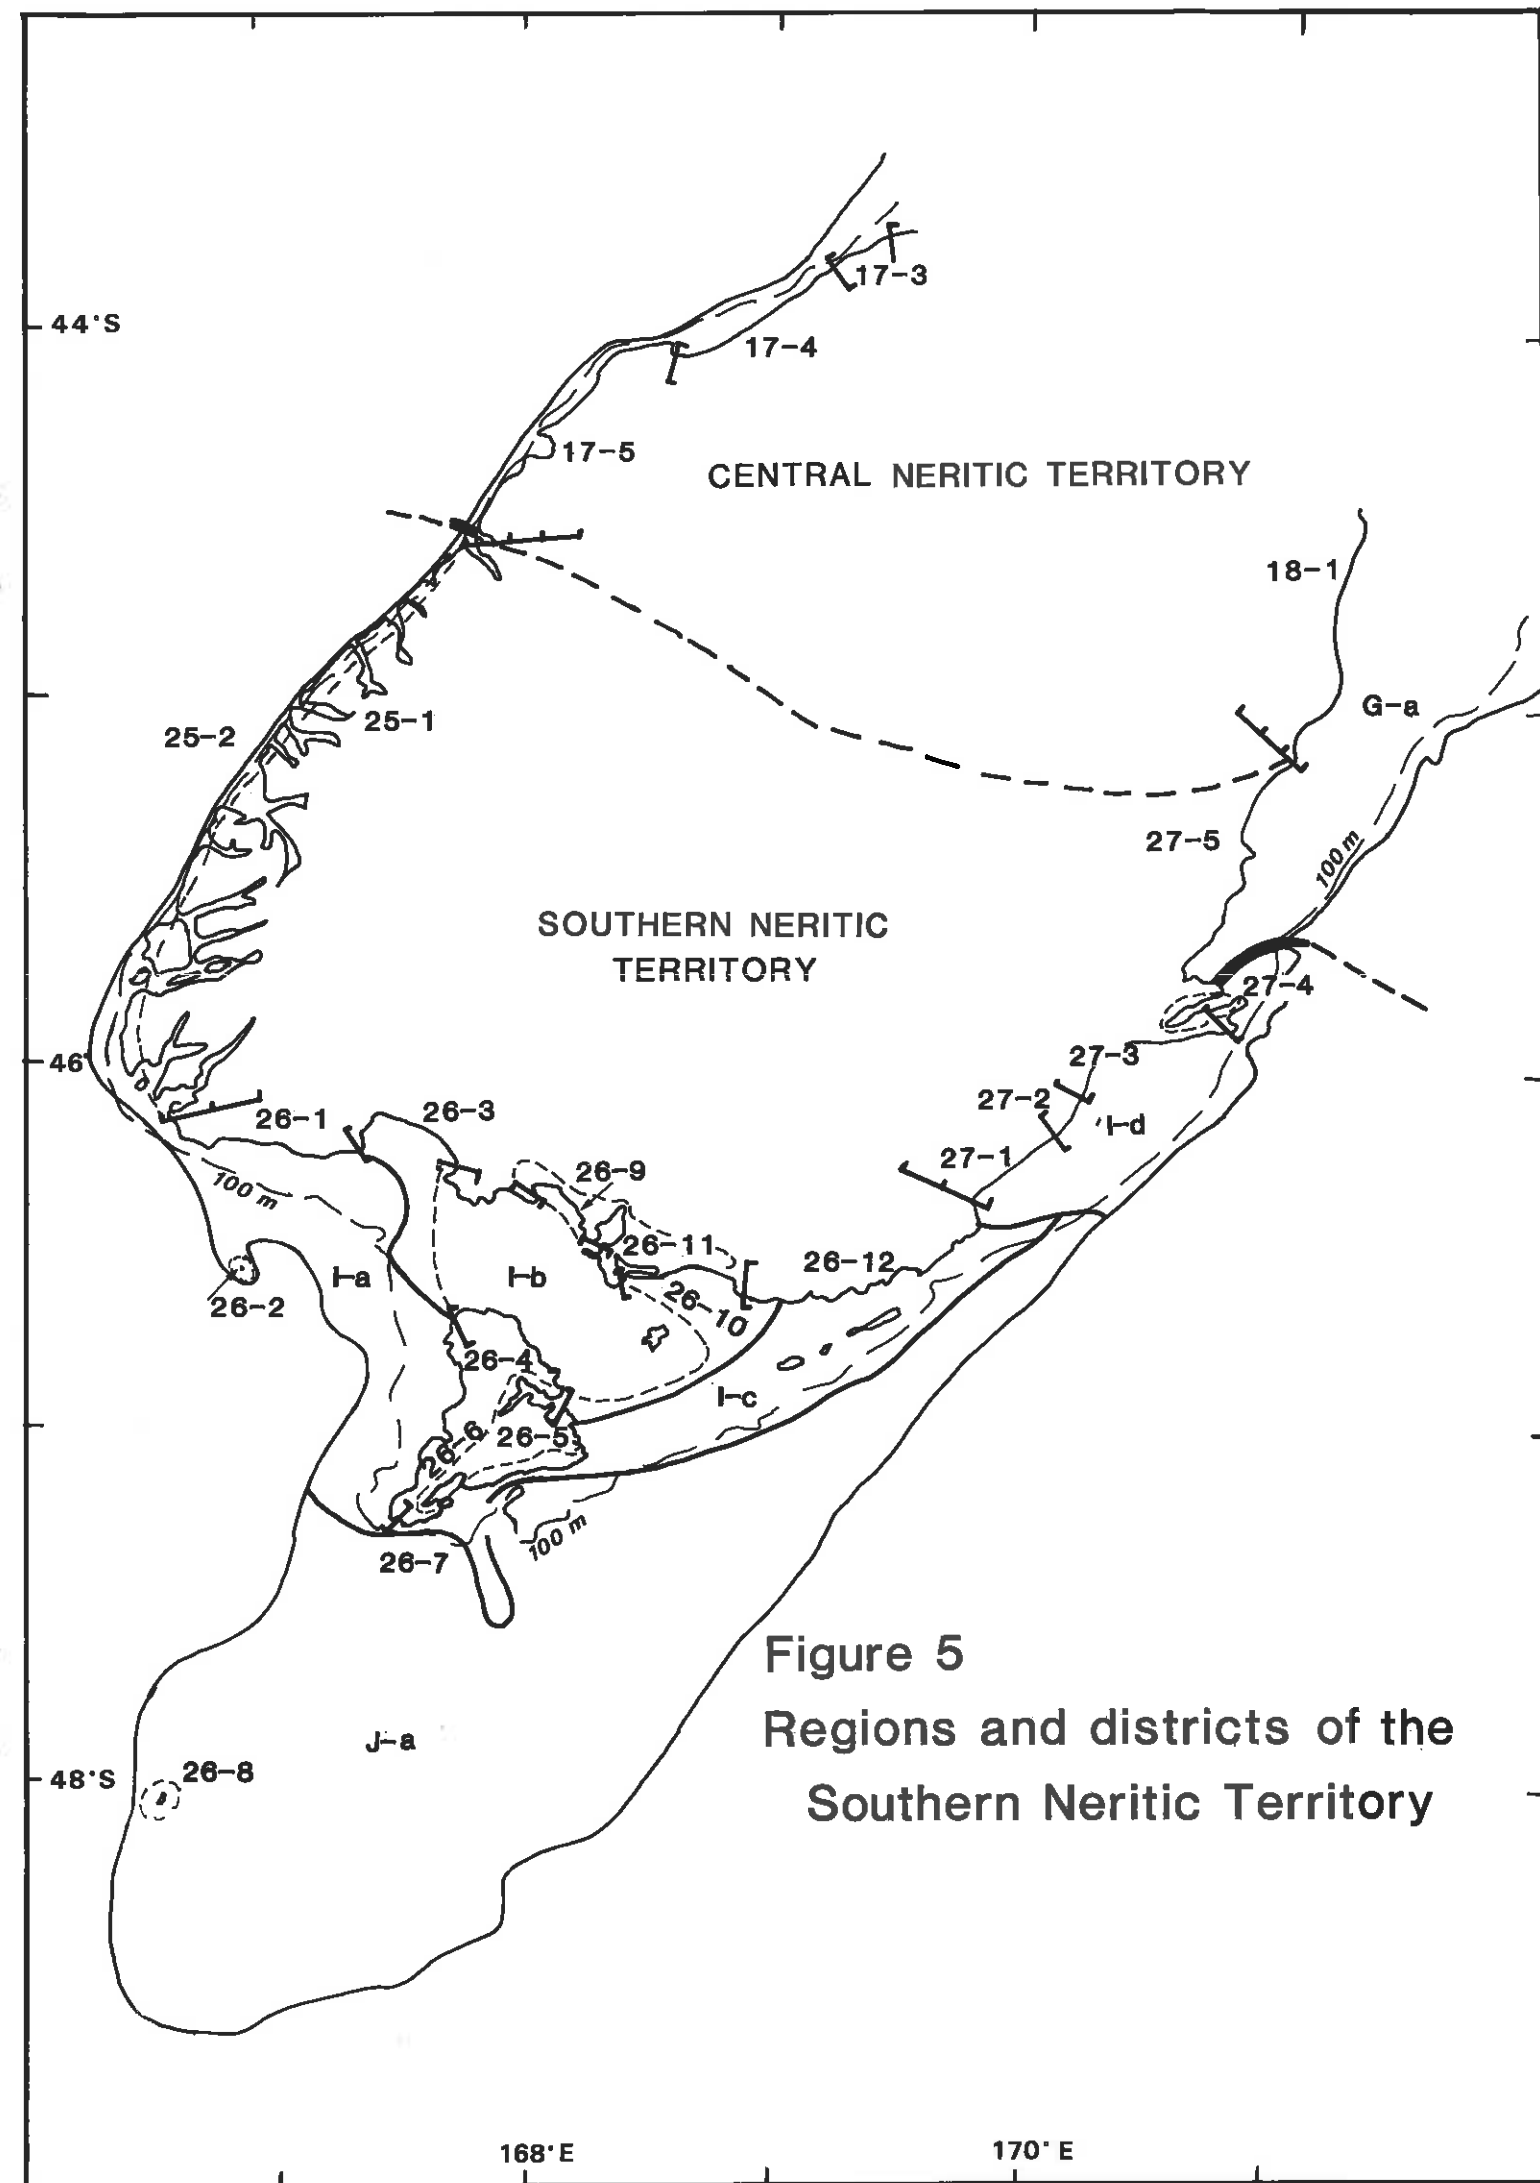 17-3
44°S
17-4
17-5
CENTRAL NERITIC TERRITORY
18-1
G-a
25-2
25-1
27-5
100 m
SOUTHERN NERITIC
TERRITORY
27-4
46°
27-3
27-2
26-1
26-3
I-d
27-1
26-9
100 m
26-11
26-12
I-a
I-b
26-2
26-10
26-4
I-c
26-6
26-5
100 m
26-7
Figure 5
Regions and districts of the
Southern Neritic Territory
J-a
26-8
48°S
168°E
170°E